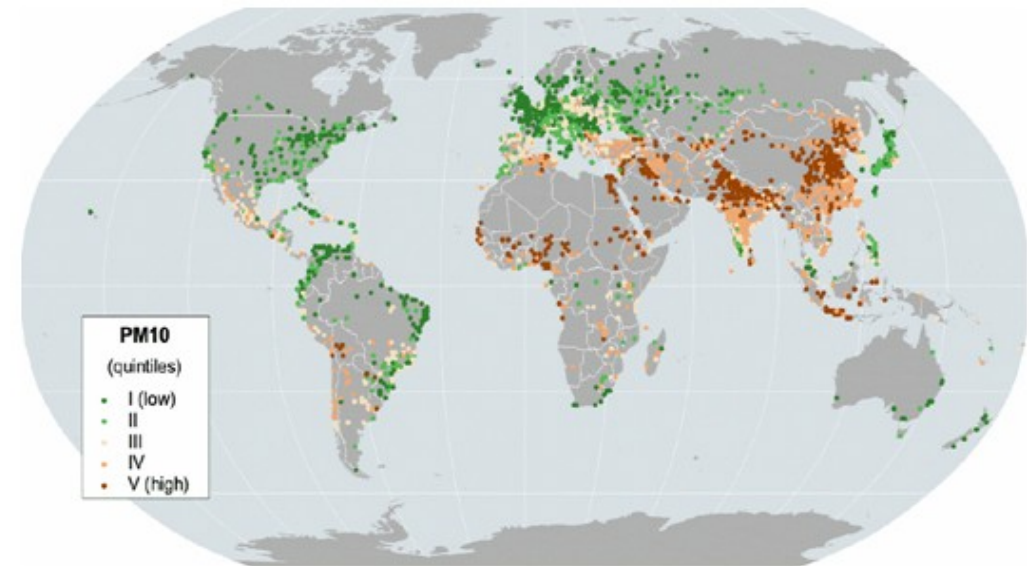 PM10
(quintiles)
I (low)
II
III
IV
V (high)